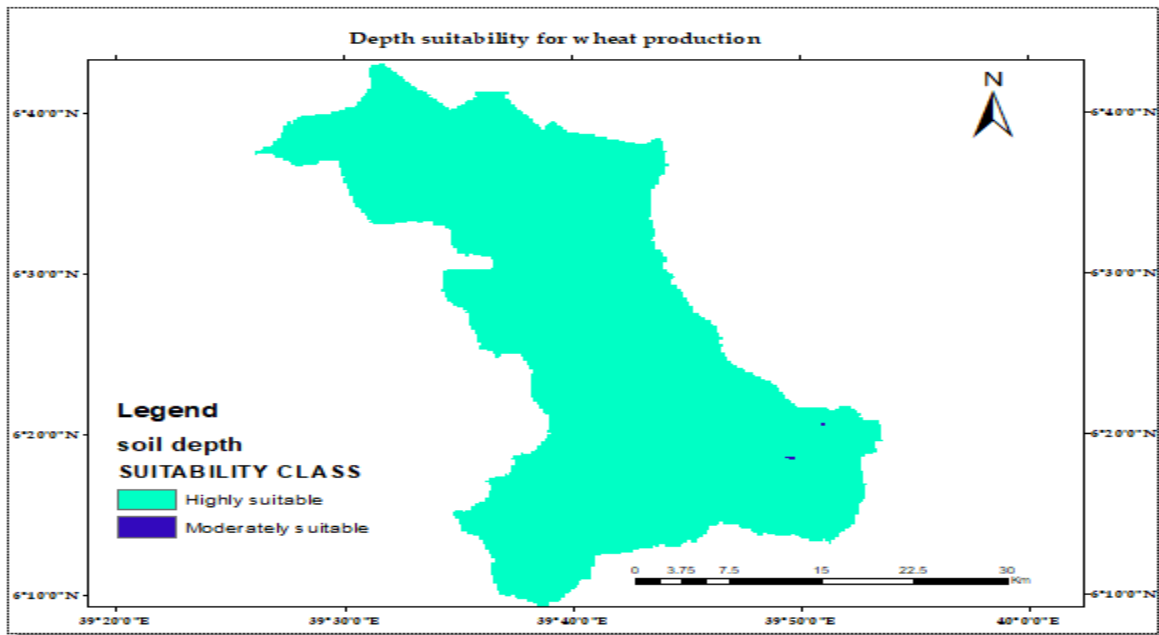 Depth suitability for wheat production
N
6°40'0"N
6°40'0"N
6°30'0"N
6°30'0"N
Legend
soil depth
6°20'0"N
6°20'0"N
SUITABILITY CLASS
Highly suitable
Moderately suitable
0 3.75 7.5 15 22.5 30
Km
6°10'0"N
6°10'0"N
39°20'0"E 39°30'0"E 39°40'0"E 39°50'0"E 40°0'0"E